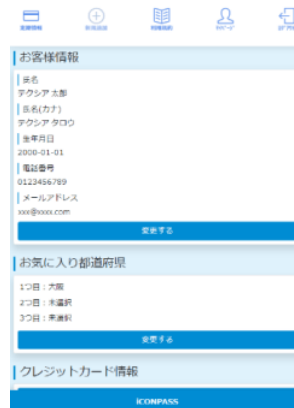 お客様情報
氏名
テクシア 太郎
氏名(カナ)
テクシア タロウ
生年月日
2000-01-01
電話番号
0123456789
メールアドレス
xxx@xxxx.com
変更する
お気に入り都道府県
1つ目：大阪
2つ目：未選択
3つ目：未選択
変更する
クレジットカード情報
iCONPASS